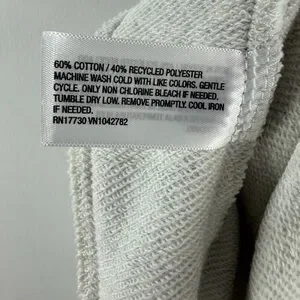 60% COTTON / 40% RECYCLED POLYESTER
MACHINE WASH COLD WITH LIKE COLORS. GENTLE
CYCLE. ONLY NON CHLORINE BLEACH IF NEEDED.
TUMBLE DRY LOW. REMOVE PROMPTLY. COOL IRON
IF NEEDED.
RN17730 VN1042782